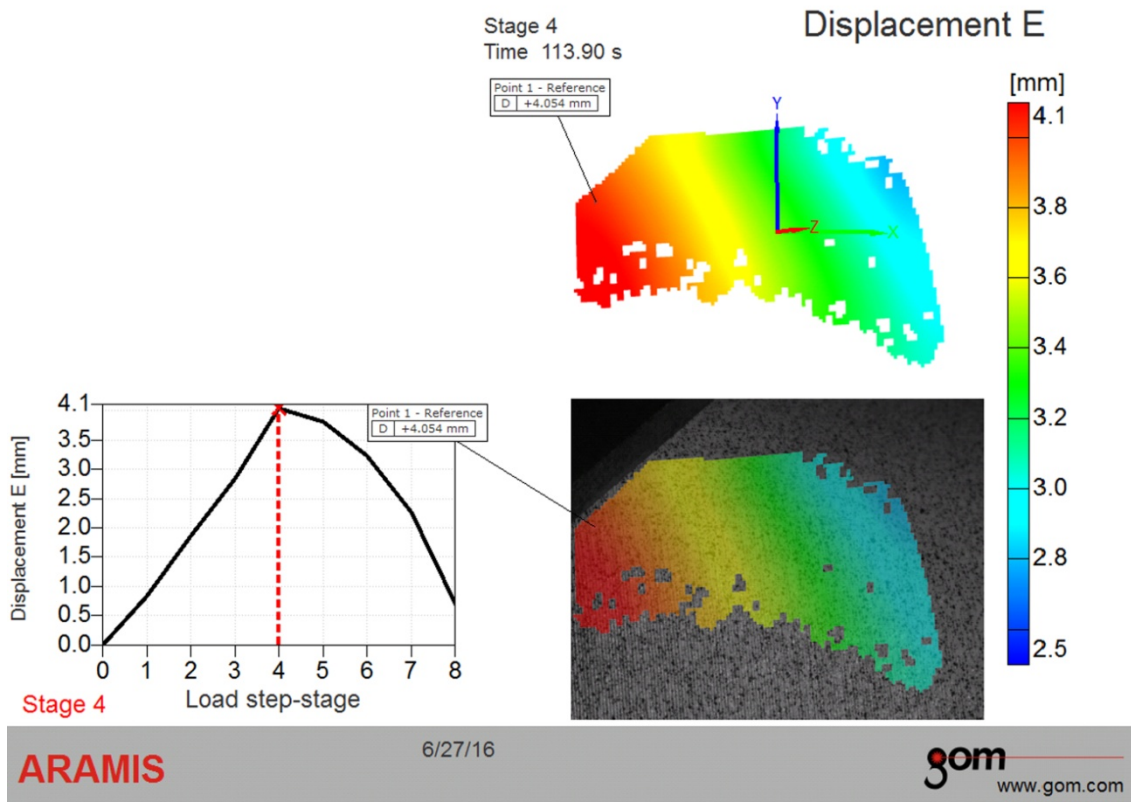 Stage 4
Time 113.90 s
Displacement E
Point 1 - Reference
D +4.054 mm
[mm]
4.1
3.8
3.6
3.4
3.2
3.0
2.8
2.5
Y
Z
X
Displacement E [mm]
4.1
3.5
3.0
2.5
2.0
1.5
1.0
0.5
0.0
0 1 2 3 4 5 6 7 8
Load step-stage
Stage 4
Point 1 - Reference
D +4.054 mm
ARAMIS
6/27/16
gom
www.gom.com